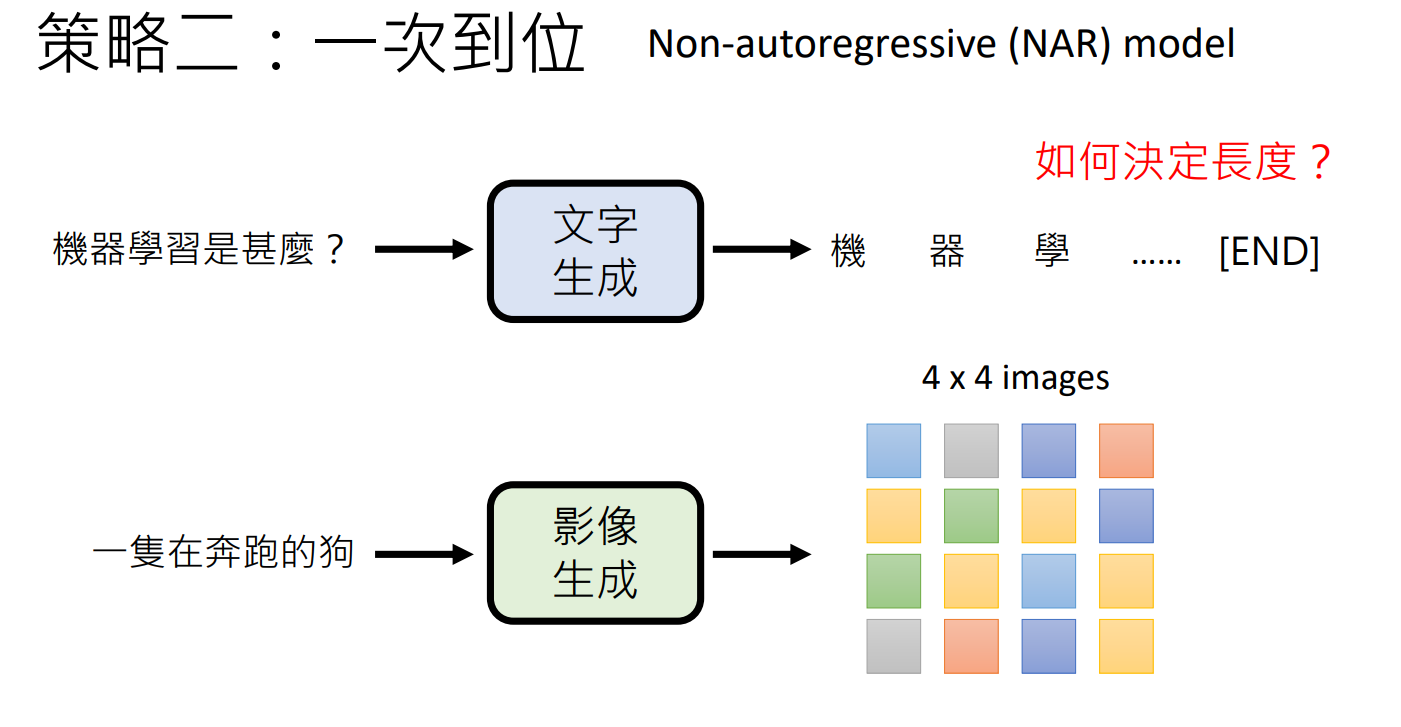 策略二：一次到位 Non-autoregressive (NAR) model
如何決定長度？
機器學習是甚麼？ 文字生成 機 器 學 …… [END]
4 x 4 images
一隻在奔跑的狗 影像生成